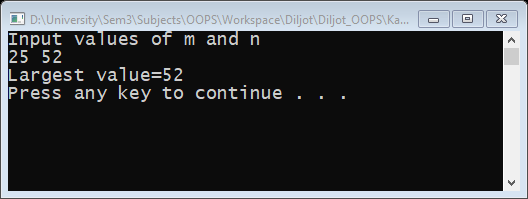 D:\University\Sem3\Subjects\OOPS\Workspace\Diljot\Diljot_OOPS\Ka...
Input values of m and n
25 52
Largest value=52
Press any key to continue . . .